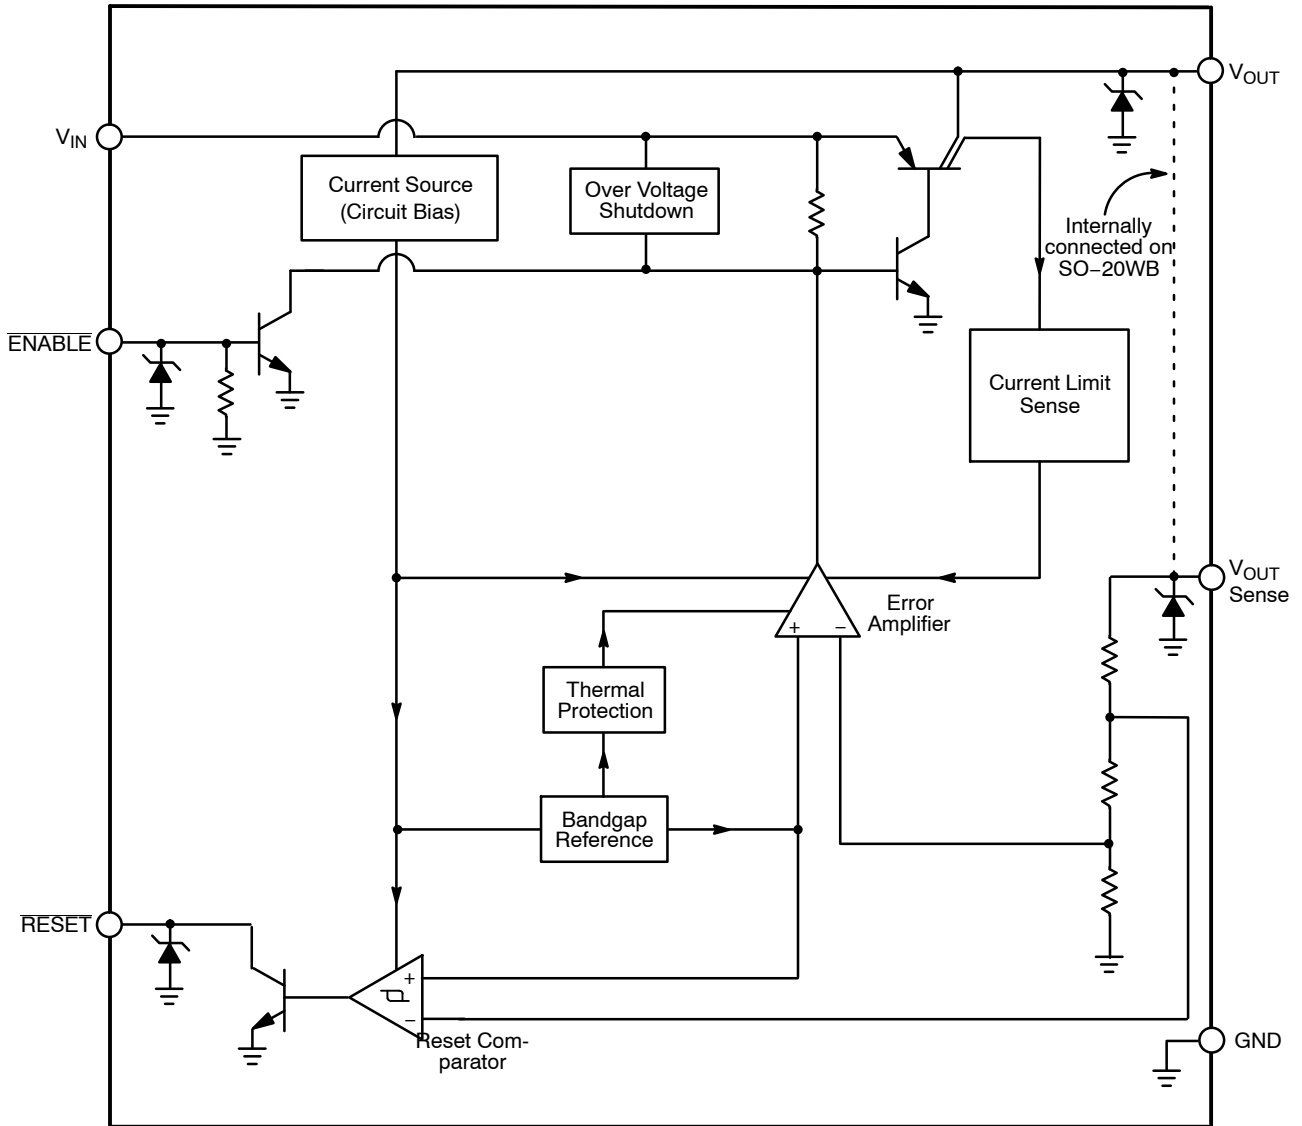 VOUT
VIN
Current Source
(Circuit Bias)
Over Voltage
Shutdown
Internally
connected on
SO−20WB
ENABLE
Current Limit
Sense
VOUT
Sense
Error
Amplifier
+ −
Thermal
Protection
Bandgap
Reference
RESET
+
−
Reset Com-
parator
GND